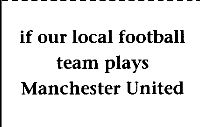 if our local football
team plays
Manchester United